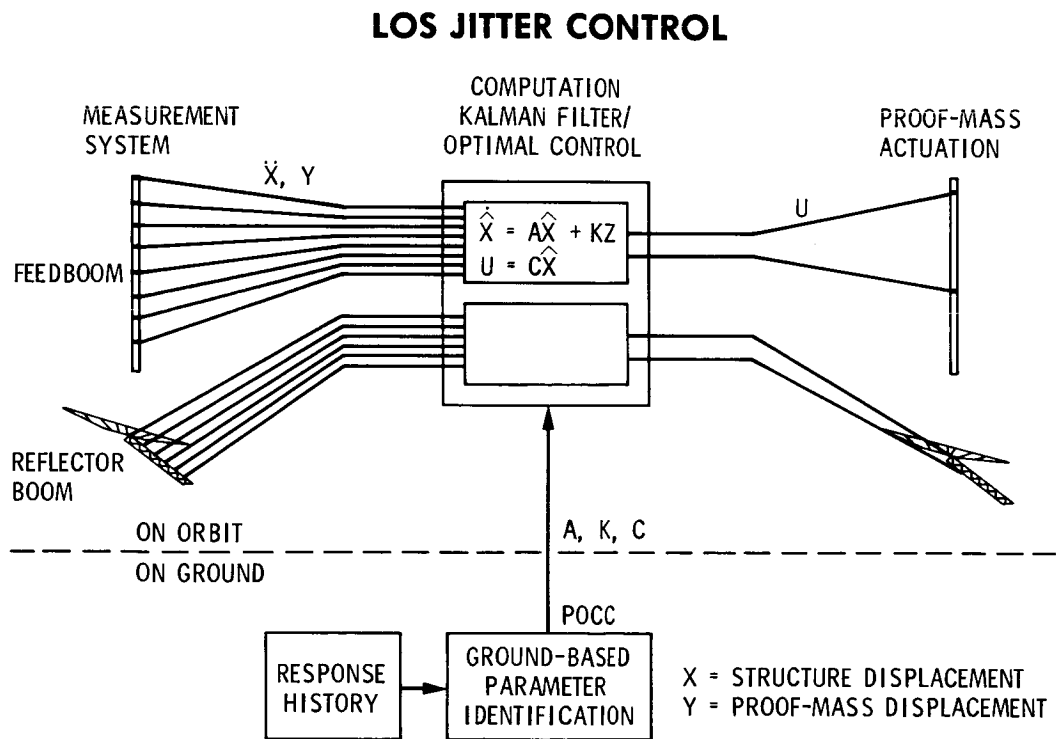 LOS JITTER CONTROL
MEASUREMENT
SYSTEM
COMPUTATION
KALMAN FILTER/
OPTIMAL CONTROL
PROOF-MASS
ACTUATION
Ẍ, Y
U
FEEDBOOM
X̂̇ = AX̂ + KZ
U = CX̂
REFLECTOR
BOOM
ON ORBIT
A, K, C
ON GROUND
POCC
RESPONSE
HISTORY
GROUND-BASED
PARAMETER
IDENTIFICATION
X = STRUCTURE DISPLACEMENT
Y = PROOF-MASS DISPLACEMENT